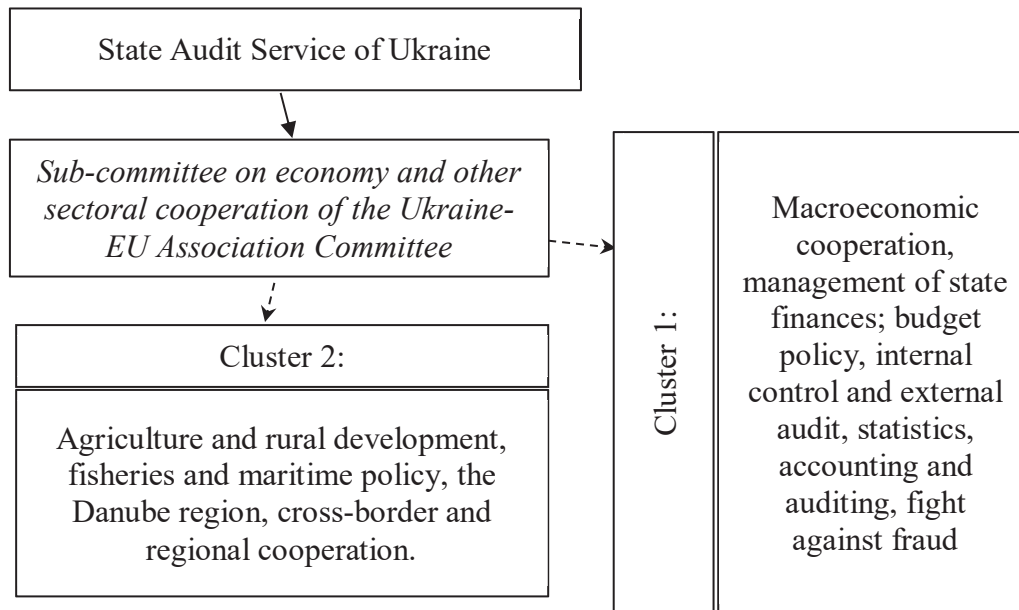 State Audit Service of Ukraine
Sub-committee on economy and other
sectoral cooperation of the Ukraine-
EU Association Committee
Cluster 2:
Agriculture and rural development,
fisheries and maritime policy, the
Danube region, cross-border and
regional cooperation.
Cluster 1:
Macroeconomic
cooperation,
management of state
finances; budget
policy, internal
control and external
audit, statistics,
accounting and
auditing, fight
against fraud